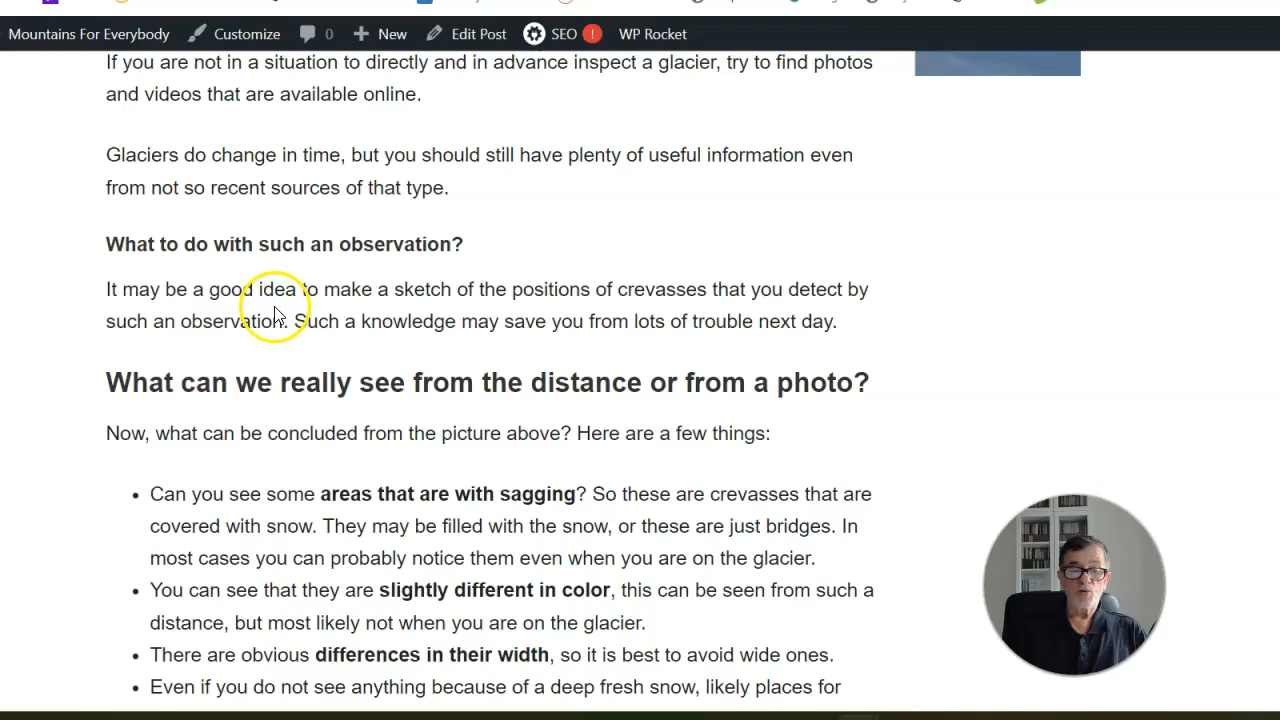 Mountains For Everybody Customize 0 New Edit Post SEO ! WP Rocket
If you are not in a situation to directly and in advance inspect a glacier, try to find photos
and videos that are available online.
Glaciers do change in time, but you should still have plenty of useful information even
from not so recent sources of that type.
What to do with such an observation?
It may be a good idea to make a sketch of the positions of crevasses that you detect by
such an observation. Such a knowledge may save you from lots of trouble next day.
What can we really see from the distance or from a photo?
Now, what can be concluded from the picture above? Here are a few things:
• Can you see some areas that are with sagging? So these are crevasses that are
covered with snow. They may be filled with the snow, or these are just bridges. In
most cases you can probably notice them even when you are on the glacier.
• You can see that they are slightly different in color, this can be seen from such a
distance, but most likely not when you are on the glacier.
• There are obvious differences in their width, so it is best to avoid wide ones.
• Even if you do not see anything because of a deep fresh snow, likely places for